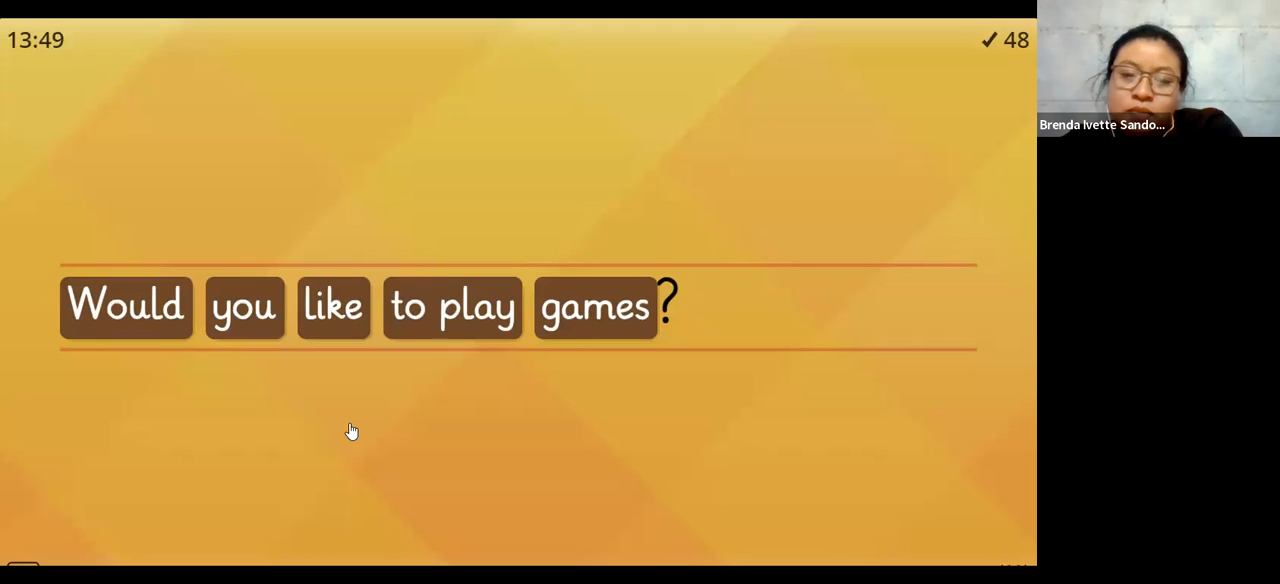 13:49
✓ 48
Brenda Ivette Sando...
Would you like to play games?